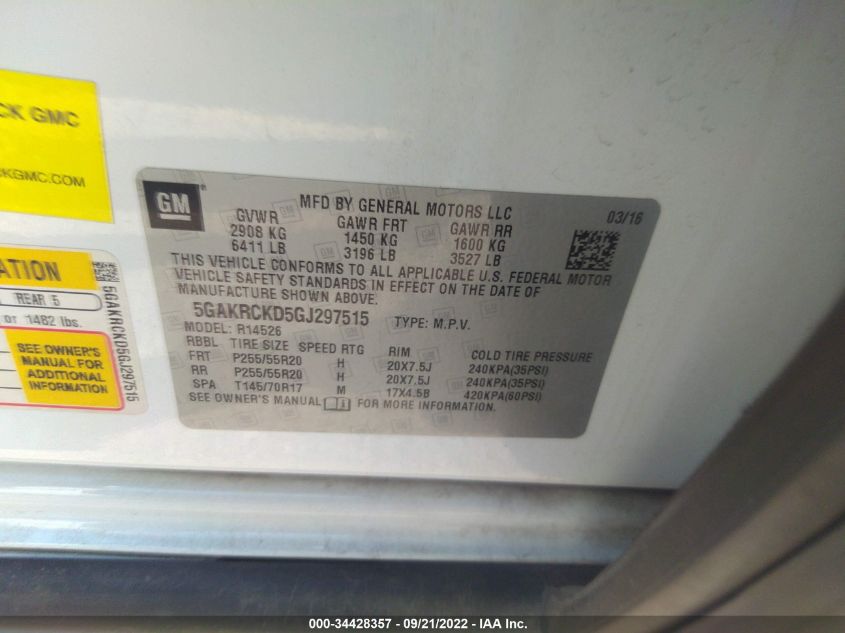 CK GMC
CKGMC.COM
ATION
REAR 5
or 1482 lbs.
SEE OWNER'S
MANUAL FOR
ADDITIONAL
INFORMATION
5GAKRCKD5GJ297515
GM
MFD BY GENERAL MOTORS LLC
03/16
GVWR GAWR FRT GAWR RR
2908 KG 1450 KG 1600 KG
6411 LB 3196 LB 3527 LB
THIS VEHICLE CONFORMS TO ALL APPLICABLE U.S. FEDERAL MOTOR
VEHICLE SAFETY STANDARDS IN EFFECT ON THE DATE OF
MANUFACTURE SHOWN ABOVE.
5GAKRCKD5GJ297515 TYPE: M.P.V.
MODEL: R14526
RBBL TIRE SIZE SPEED RTG RIM COLD TIRE PRESSURE
FRT P255/55R20 H 20X7.5J 240KPA(35PSI)
RR P255/55R20 H 20X7.5J 240KPA(35PSI)
SPA T145/70R17 M 17X4.5B 420KPA(60PSI)
SEE OWNER'S MANUAL FOR MORE INFORMATION.
000-34428357 - 09/21/2022 - IAA Inc.